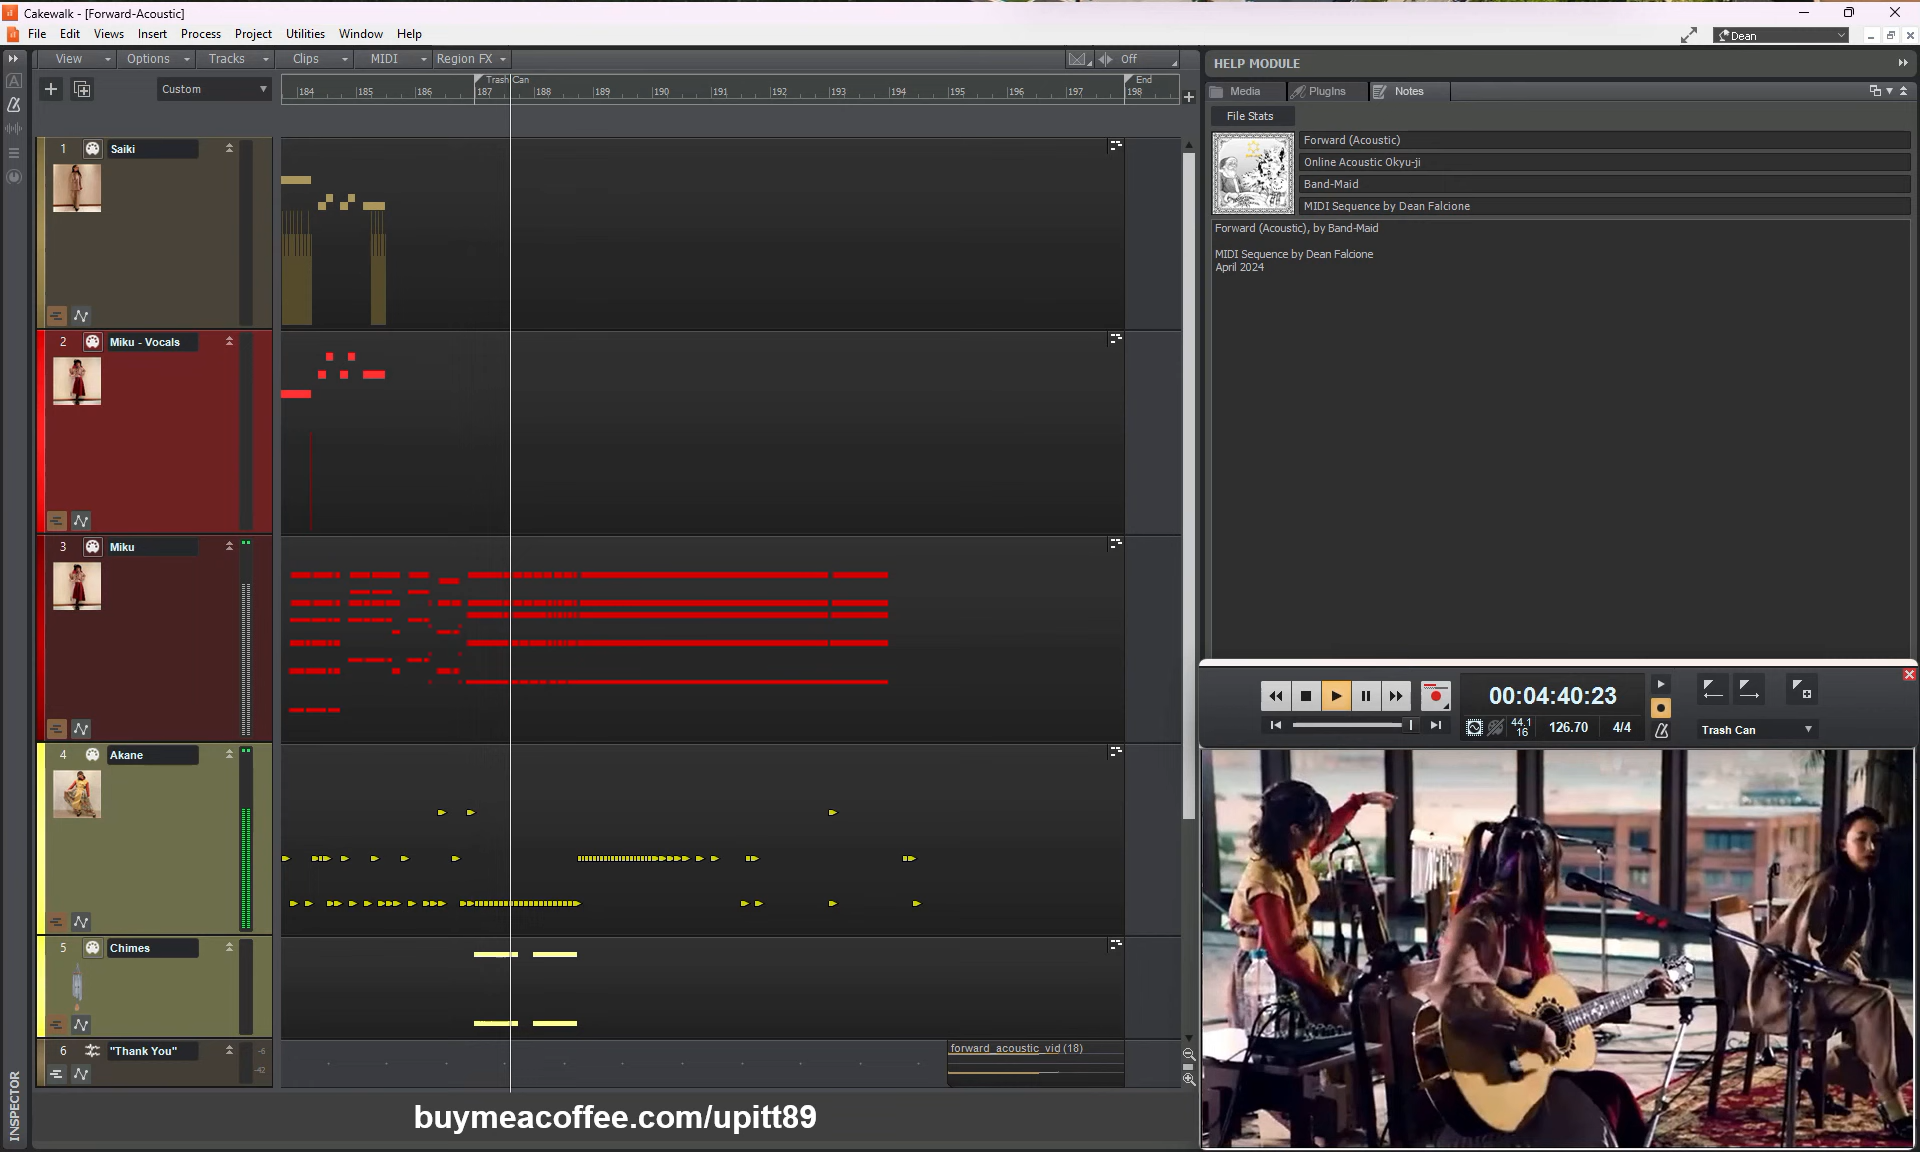 Cakewalk - [Forward-Acoustic]
File Edit Views Insert Process Project Utilities Window Help
Dean
View Options Tracks Clips MIDI Region FX Off
HELP MODULE
Custom
Trash Can End
184 185 186 187 188 189 190 191 192 193 194 195 196 197 198
Media PlugIns Notes
File Stats
Forward (Acoustic)
Online Acoustic Okyu-ji
Band-Maid
MIDI Sequence by Dean Falcione
Forward (Acoustic), by Band-Maid
MIDI Sequence by Dean Falcione
April 2024
1 Saiki
2 Miku - Vocals
3 Miku
4 Akane
5 Chimes
6 "Thank You" -6
-42
forward_acoustic_vid (18)
00:04:40:23
44.1
16
126.70 4/4
Trash Can
INSPECTOR
buymeacoffee.com/upitt89